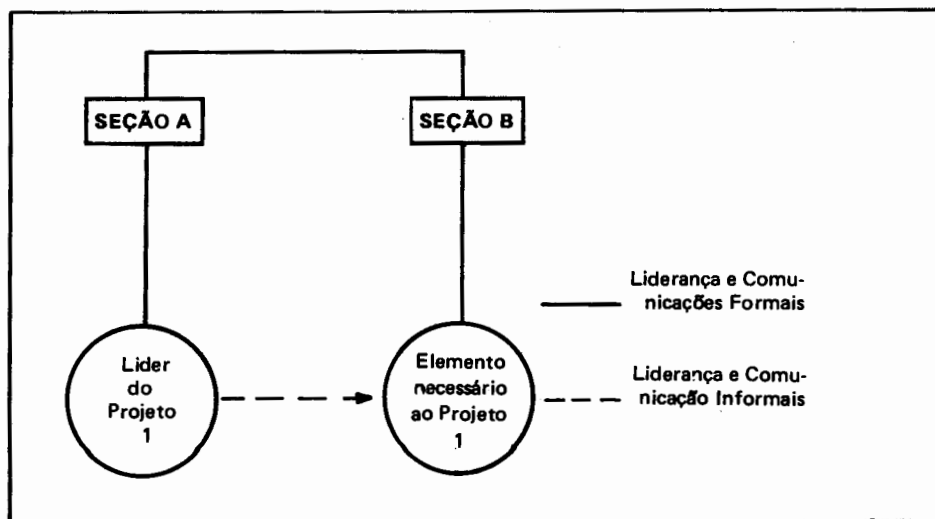 SEÇÃO A
SEÇÃO B
Liderança e Comu-
nicações Formais
Lider
do
Projeto
1
Elemento
necessário
ao Projeto
1
Liderança e Comu-
nicação Informais